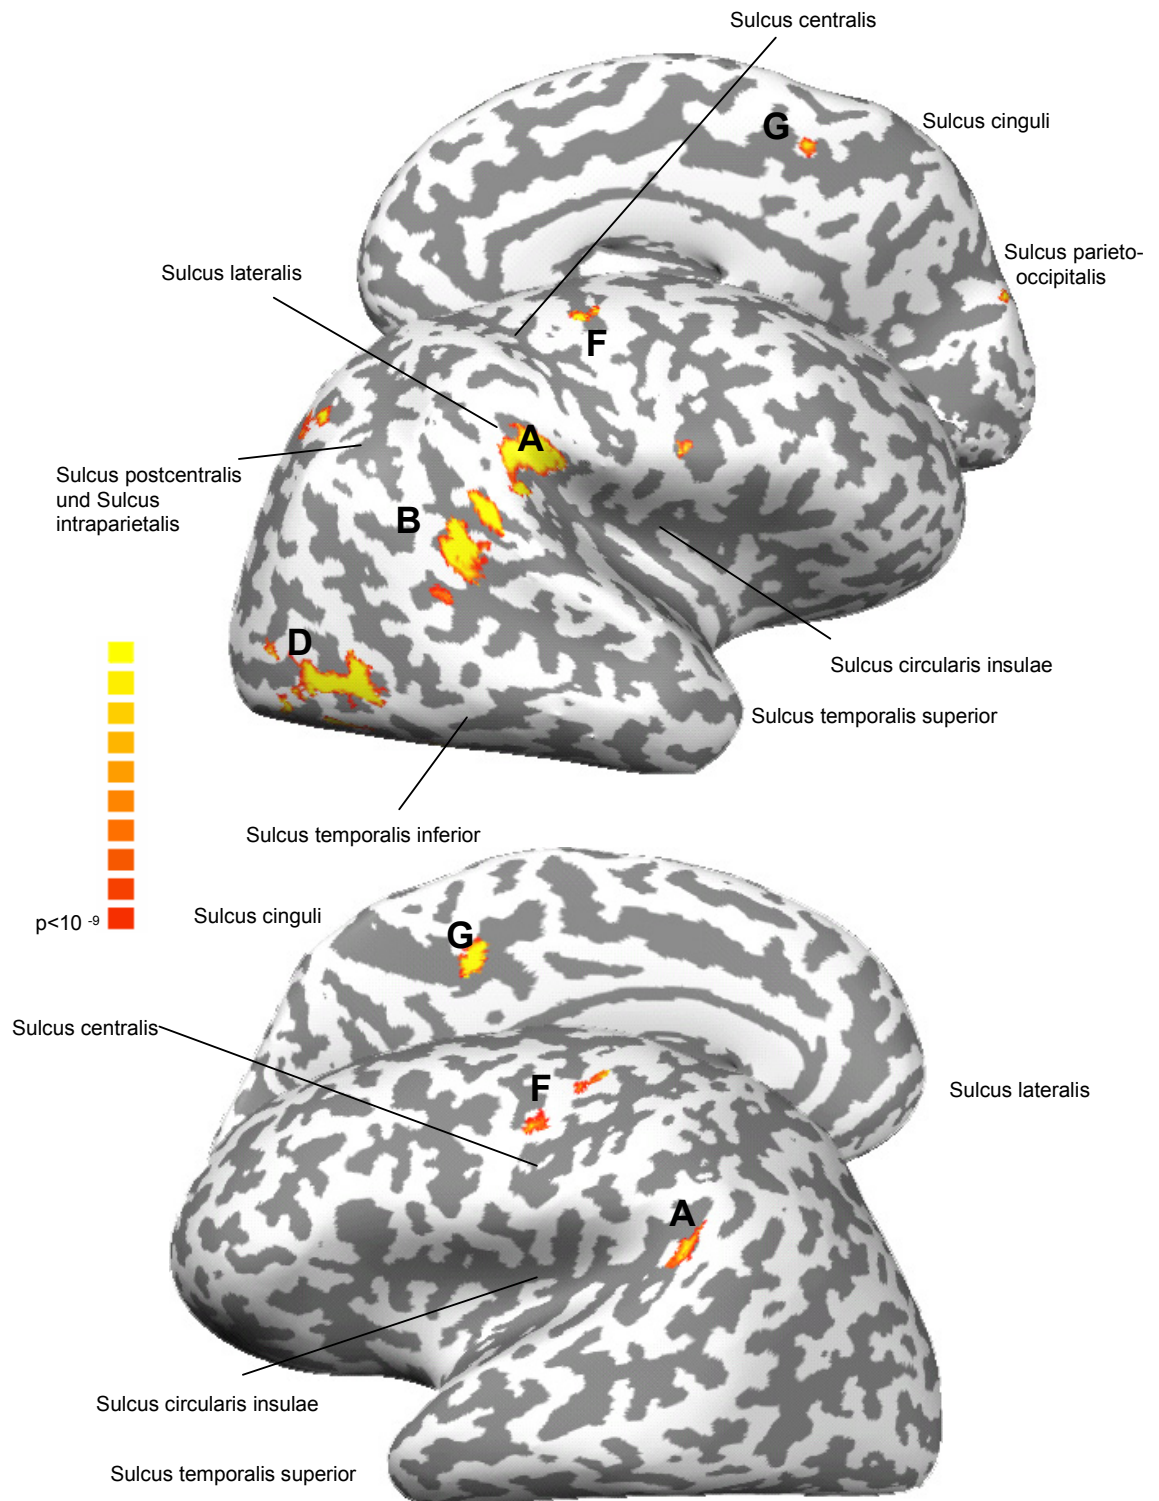 Sulcus centralis
G
Sulcus cinguli
Sulcus parieto-
occipitalis
Sulcus lateralis
F
A
Sulcus postcentralis
und Sulcus
intraparietalis
B
D
Sulcus circularis insulae
Sulcus temporalis superior
Sulcus temporalis inferior
p<10 -9
Sulcus cinguli
G
Sulcus centralis
F
Sulcus lateralis
A
Sulcus circularis insulae
Sulcus temporalis superior